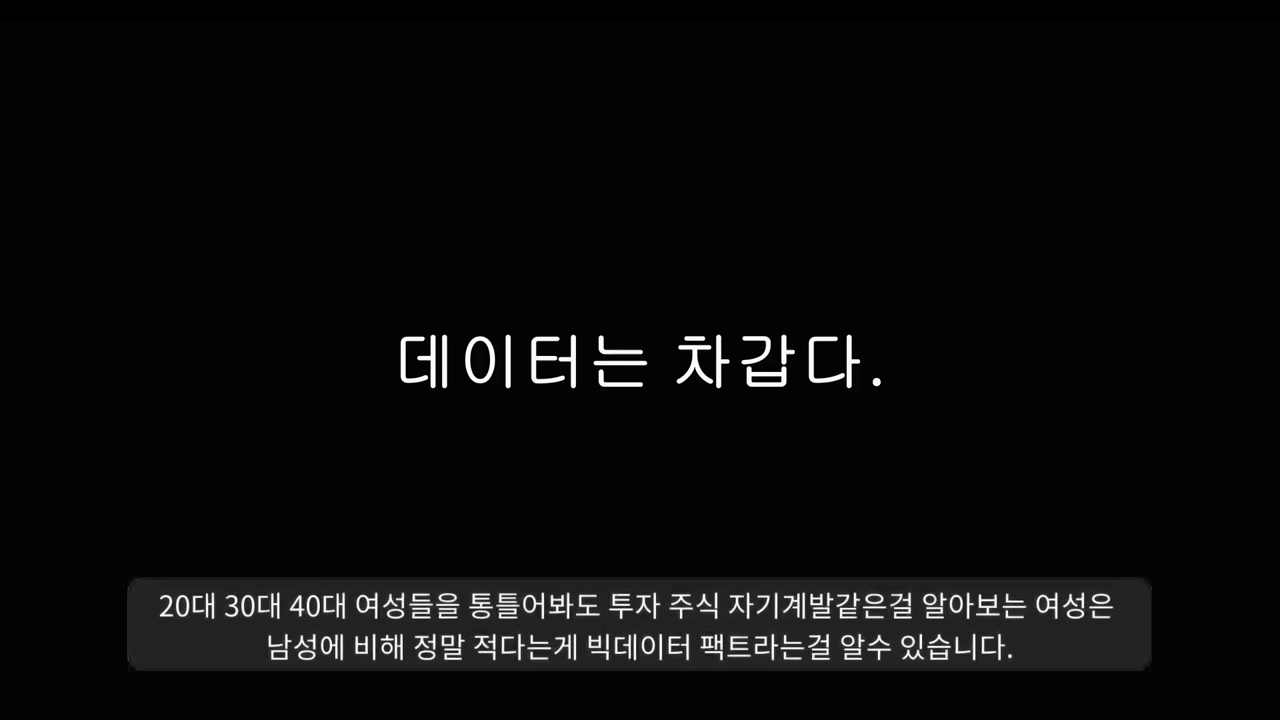 데이터는 차갑다.
20대 30대 40대 여성들을 통틀어봐도 투자 주식 자기계발같은걸 알아보는 여성은
남성에 비해 정말 적다는게 빅데이터 팩트라는걸 알수 있습니다.